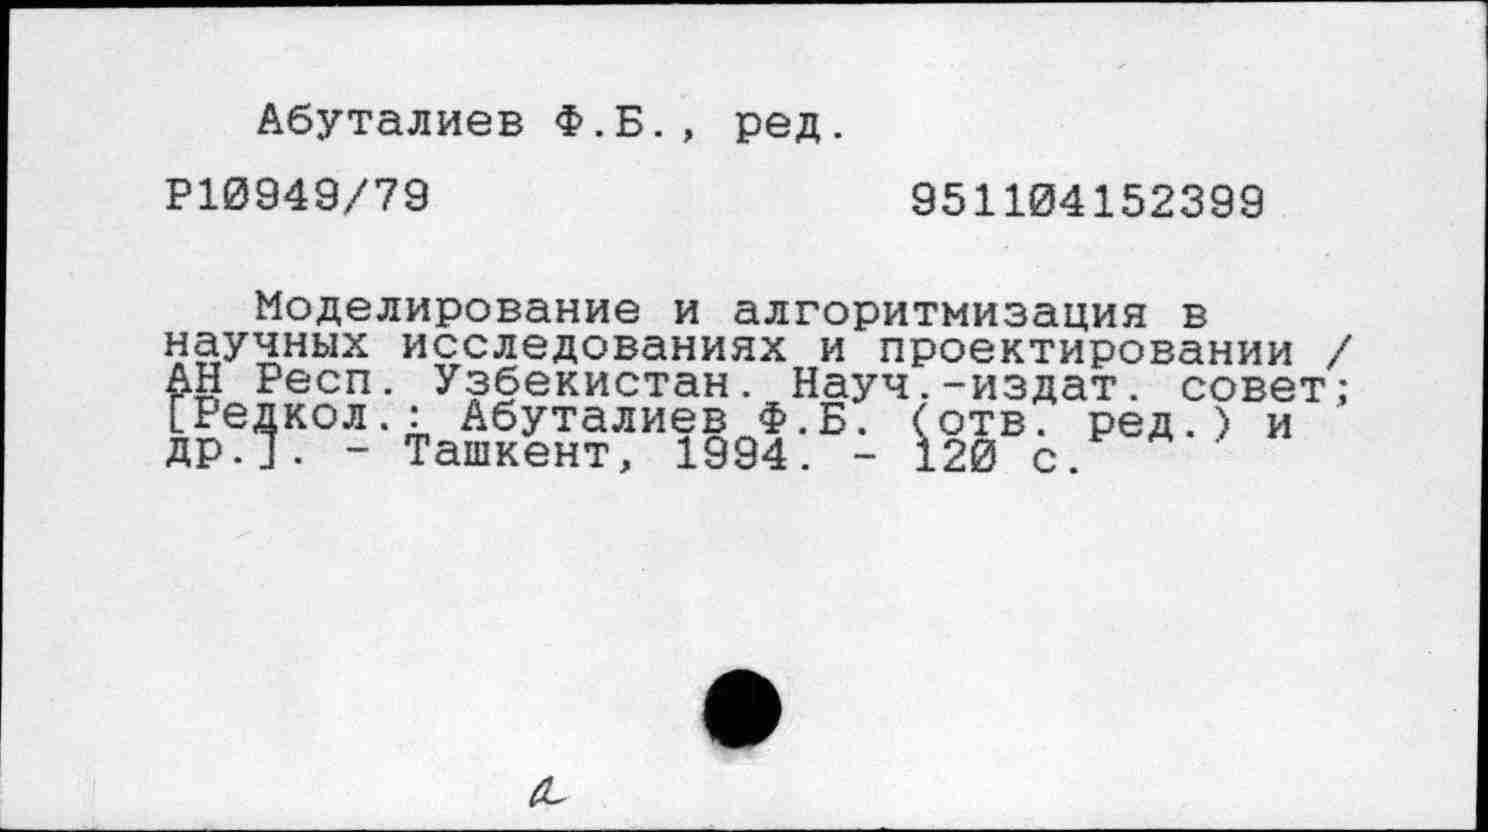 Абуталиев Ф.Б., ред.
Р10949/79 951104152399
Моделирование и алгоритмизация в
научных исследованиях и проектировании /
АН Респ. Узбекистан. Науч.-издат. совет;
[Редкол.: Абуталиев Ф.Б. (отв. ред.) и
др.]. - Ташкент, 1994. - 120 с.
а